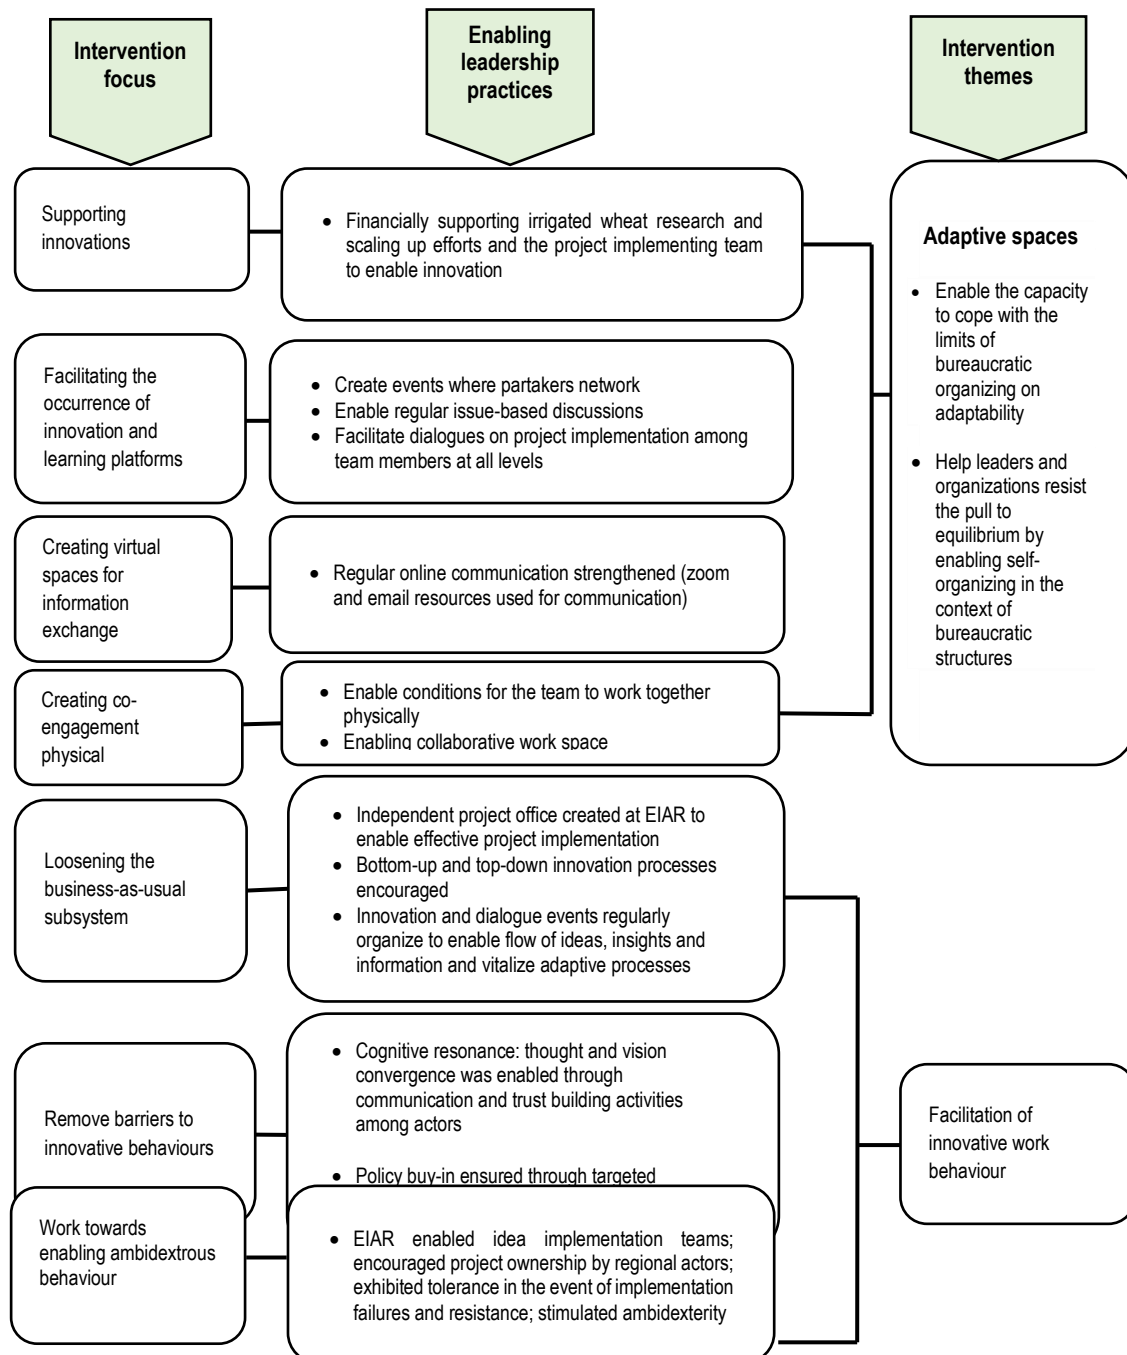 Intervention
focus
Enabling
leadership
practices
Intervention
themes
Supporting
innovations
• Financially supporting irrigated wheat research and
scaling up efforts and the project implementing team
to enable innovation
Facilitating the
occurrence of
innovation and
learning platforms
• Create events where partakers network
• Enable regular issue-based discussions
• Facilitate dialogues on project implementation among
team members at all levels
Creating virtual
spaces for
information
exchange
• Regular online communication strengthened (zoom
and email resources used for communication)
Creating co-
engagement
physical
• Enable conditions for the team to work together
physically
• Enabling collaborative work space
Adaptive spaces
• Enable the capacity
to cope with the
limits of
bureaucratic
organizing on
adaptability
• Help leaders and
organizations resist
the pull to
equilibrium by
enabling self-
organizing in the
context of
bureaucratic
structures
Loosening the
business-as-usual
subsystem
• Independent project office created at EIAR to
enable effective project implementation
• Bottom-up and top-down innovation processes
encouraged
• Innovation and dialogue events regularly
organize to enable flow of ideas, insights and
information and vitalize adaptive processes
Remove barriers to
innovative behaviours
• Cognitive resonance: thought and vision
convergence was enabled through
communication and trust building activities
among actors
• Policy buy-in ensured through targeted
Work towards
enabling ambidextrous
behaviour
• EIAR enabled idea implementation teams;
encouraged project ownership by regional actors;
exhibited tolerance in the event of implementation
failures and resistance; stimulated ambidexterity
Facilitation of
innovative work
behaviour